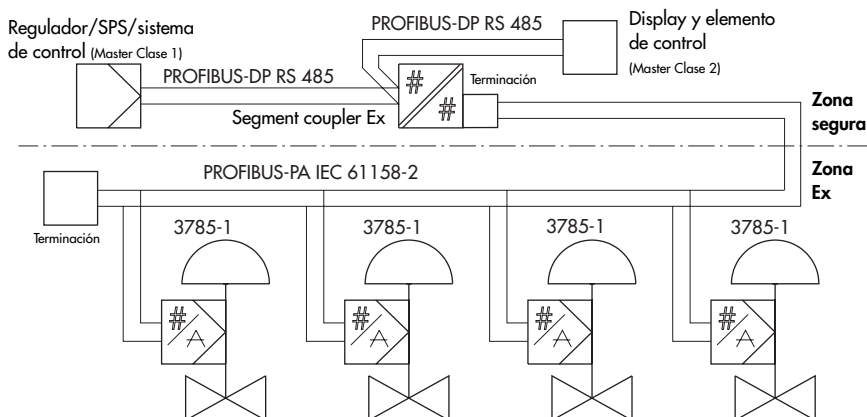 Regulador/SPS/sistema
de control (Master Clase 1)
PROFIBUS-DP RS 485
Display y elemento
de control
(Master Clase 2)
PROFIBUS-DP RS 485
#
#
Terminación
Segment coupler Ex
Zona
segura
PROFIBUS-PA IEC 61158-2
Zona
Ex
Terminación
3785-1
3785-1
3785-1
3785-1
#
A
#
A
#
A
#
A